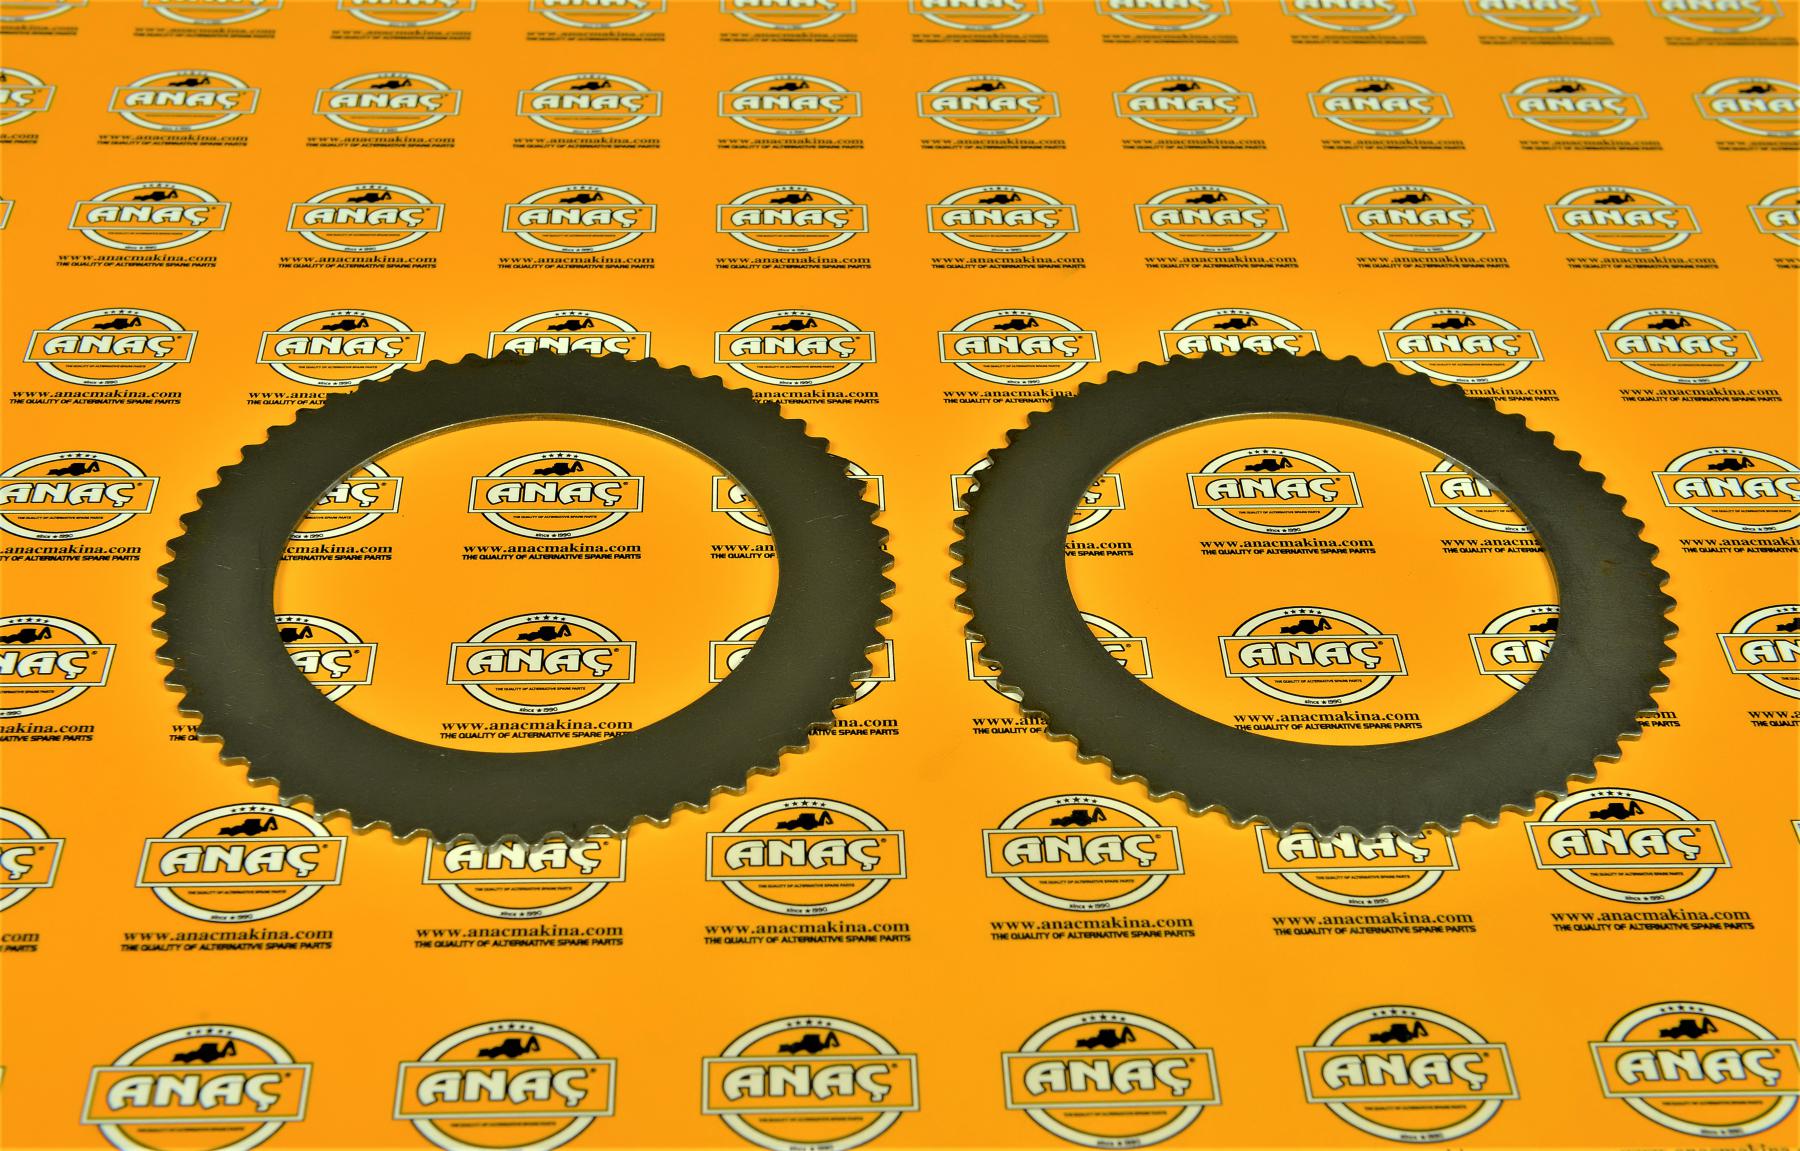 ANAÇ®
THE QUALITY OF ALTERNATIVE SPARE PARTS
since ★ 1990
www.anacmakina.com
THE QUALITY OF ALTERNATIVE SPARE PARTS